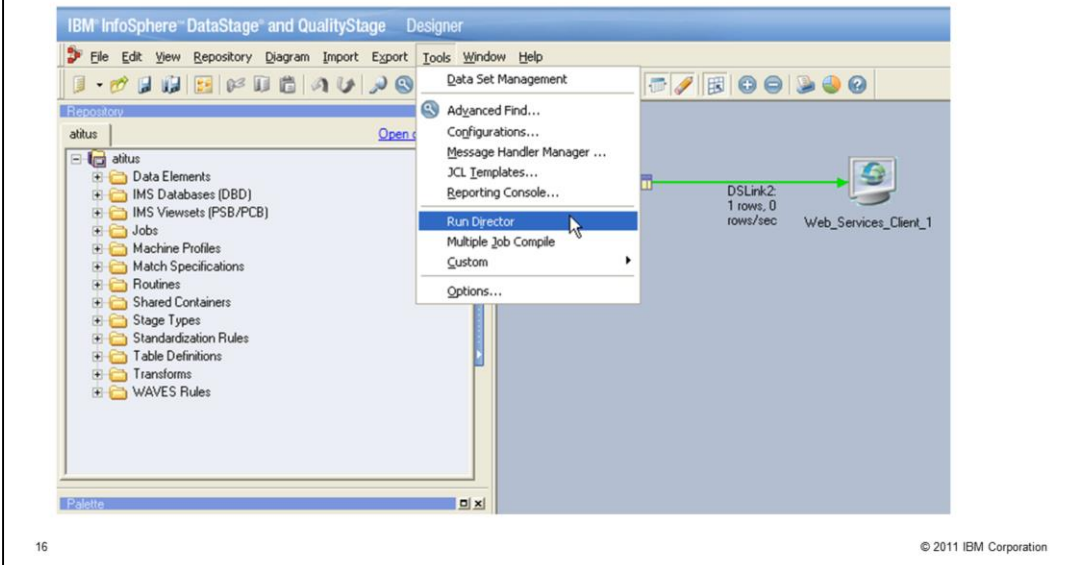 IBM® InfoSphere™ DataStage® and QualityStage Designer
File Edit View Repository Diagram Import Export Tools Window Help
Repository
atitus
Open
atitus
Data Elements
IMS Databases (DBD)
IMS Viewsets (PSB/PCB)
Jobs
Machine Profiles
Match Specifications
Routines
Shared Containers
Stage Types
Standardization Rules
Table Definitions
Transforms
WAVES Rules
Palette
Data Set Management
Advanced Find...
Configurations...
Message Handler Manager ...
JCL Templates...
Reporting Console...
Run Director
Multiple Job Compile
Custom
Options...
DSLink2:
1 rows, 0
rows/sec
Web_Services_Client_1
16
© 2011 IBM Corporation